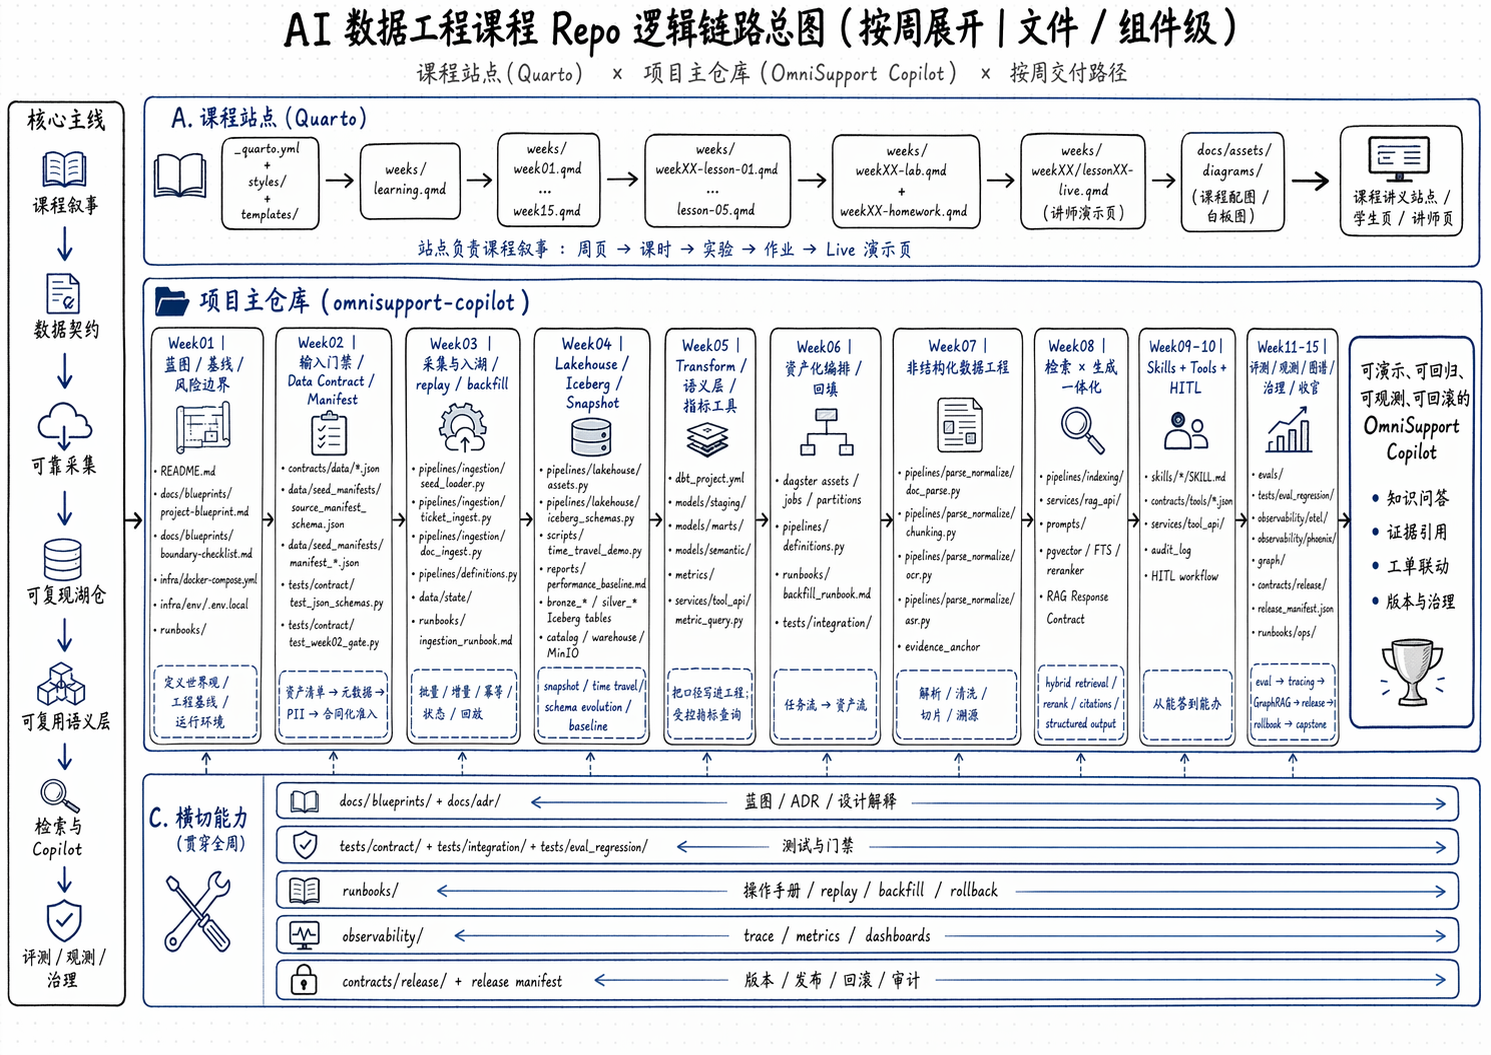 AI 数据工程课程 Repo 逻辑链路总图（按周展开 | 文件 / 组件级）
课程站点（Quarto） × 项目主仓库（OmniSupport Copilot） × 按周交付路径
核心主线
课程叙事
数据契约
可靠采集
可复现湖仓
可复用语义层
检索与
Copilot
评测 / 观测 /
治理
A. 课程站点（Quarto）
_quarto.yml
+
styles/
+
templates/
weeks/
learning.qmd
weeks/
week01.qmd
...
week15.qmd
weeks/
weekXX-lesson-01.qmd
...
lesson-05.qmd
weeks/
weekXX-lab.qmd
+
weekXX-homework.qmd
weeks/
weekXX/lessonXX-
live.qmd
（讲师演示页）
docs/assets/
diagrams/
（课程配图 /
白板图）
课程讲义站点 /
学生页 / 讲师页
站点负责课程叙事 ： 周页 → 课时 → 实验 → 作业 → Live 演示页
项目主仓库（omnisupport-copilot）
Week01 |
蓝图 / 基线 /
风险边界
• README.md
• docs/blueprints/
project-blueprint.md
• docs/blueprints/
boundary-checklist.md
• infra/docker-compose.yml
• infra/env/.env.local
• runbooks/
定义世界观 /
工程基线 /
运行环境
Week02 |
输入门禁 /
Data Contract /
Manifest
• contracts/data/*.json
• data/seed_manifests/
source_manifest_
schema.json
• data/seed_manifests/
manifest_*.json
• tests/contract/
test_json_schemas.py
• tests/contract/
test_week02_gate.py
资产清单 → 元数据 →
PII → 合同化准入
Week03 |
采集与入湖 /
replay / backfill
• pipelines/ingestion/
seed_loader.py
• pipelines/ingestion/
ticket_ingest.py
• pipelines/ingestion/
doc_ingest.py
• pipelines/definitions.py
• data/state/
• runbooks/
ingestion_runbook.md
批量 / 增量 / 幂等 /
状态 / 回放
Week04 |
Lakehouse /
Iceberg /
Snapshot
• pipelines/lakehouse/
assets.py
• pipelines/lakehouse/
iceberg_schemas.py
• scripts/
time_travel_demo.py
• reports/
performance_baseline.md
• bronze_* / silver_*
Iceberg tables
• catalog / warehouse /
MinIO
snapshot / time travel/
schema evolution /
baseline
Week05 |
Transform /
语义层 /
指标工具
• dbt_project.yml
• models/staging/
• models/marts/
• models/semantic/
• metrics/
• services/tool_api/
metric_query.py
把口径写进工程;
受控指标查询
Week06 |
资产化编排 /
回填
• dagster assets /
jobs / partitions
• pipelines/
definitions.py
• runbooks/
backfill_runbook.md
• tests/integration/
任务流 → 资产流
Week07 |
非结构化数据工程
• pipelines/parse_normalize/
doc_parse.py
• pipelines/parse_normalize/
chunking.py
• pipelines/parse_normalize/
ocr.py
• pipelines/parse_normalize/
asr.py
• evidence_anchor
解析 / 清洗 /
切片 / 溯源
Week08 |
检索 × 生成
一体化
• pipelines/indexing/
• services/rag_api/
• prompts/
• pgvector / FTS /
reranker
• RAG Response
Contract
hybrid retrieval /
rerank / citations /
structured output
Week09-10 |
Skills + Tools +
HITL
• skills/*/SKILL.md
• contracts/tools/*.json
• services/tool_api/
• audit_log
• HITL workflow
从能答到能办
Week11-15 |
评测 / 观测 / 图谱 /
治理 / 收官
• evals/
• tests/eval_regression/
• observability/otel/
• observability/phoenix/
• graph/
• contracts/release/
• release_manifest.json
• runbooks/ops/
eval → tracing →
GraphRAG → release →
rollback → capstone
可演示、可回归、
可观测、可回滚的
OmniSupport
Copilot
• 知识问答
• 证据引用
• 工单联动
• 版本与治理
C. 横切能力
（贯穿全周）
docs/blueprints/ + docs/adr/ 蓝图 / ADR / 设计解释
tests/contract/ + tests/integration/ + tests/eval_regression/ 测试与门禁
runbooks/ 操作手册 / replay / backfill / rollback
observability/ trace / metrics / dashboards
contracts/release/ + release manifest 版本 / 发布 / 回滚 / 审计